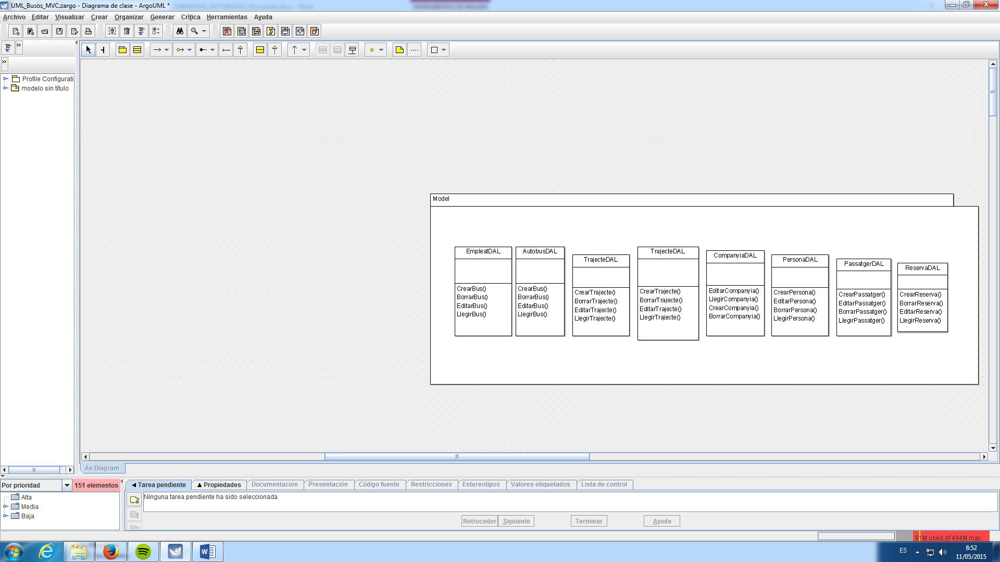 UML_Busos_MVC.zargo - Diagrama de clase - ArgoUML *
Archivo Editar Visualizar Crear Organizar Generar Crítica Herramientas Ayuda
Profile Configurati
modelo sin título
Model
EmpleatDAL
CrearBus()
BorrarBus()
EditarBus()
LlegirBus()
AutobusDAL
CrearBus()
BorrarBus()
EditarBus()
LlegirBus()
TrajecteDAL
CrearTrajecte()
BorrarTrajecte()
EditarTrajecte()
LlegirTrajecte()
TrajecteDAL
CrearTrajecte()
BorrarTrajecte()
EditarTrajecte()
LlegirTrajecte()
CompanyiaDAL
EditarCompanyia()
LlegirCompanyia()
CrearCompanyia()
BorrarCompanyia()
PersonaDAL
CrearPersona()
EditarPersona()
BorrarPersona()
LlegirPersona()
PassatgerDAL
CrearPassatger()
EditarPassatger()
BorrarPassatger()
LlegirPassatger()
ReservaDAL
CrearReserva()
BorrarReserva()
EditarReserva()
LlegirReserva()
As Diagram
Por prioridad
151 elementos
Alta
Media
Baja
Tarea pendiente Propiedades Documentación Presentación Código fuente Restricciones Estereotipos Valores etiquetados Lista de control
Ninguna tarea pendiente ha sido seleccionada
Retroceder Siguiente Terminar Ayuda
81M used of 494M max
ES
8:52
11/05/2015